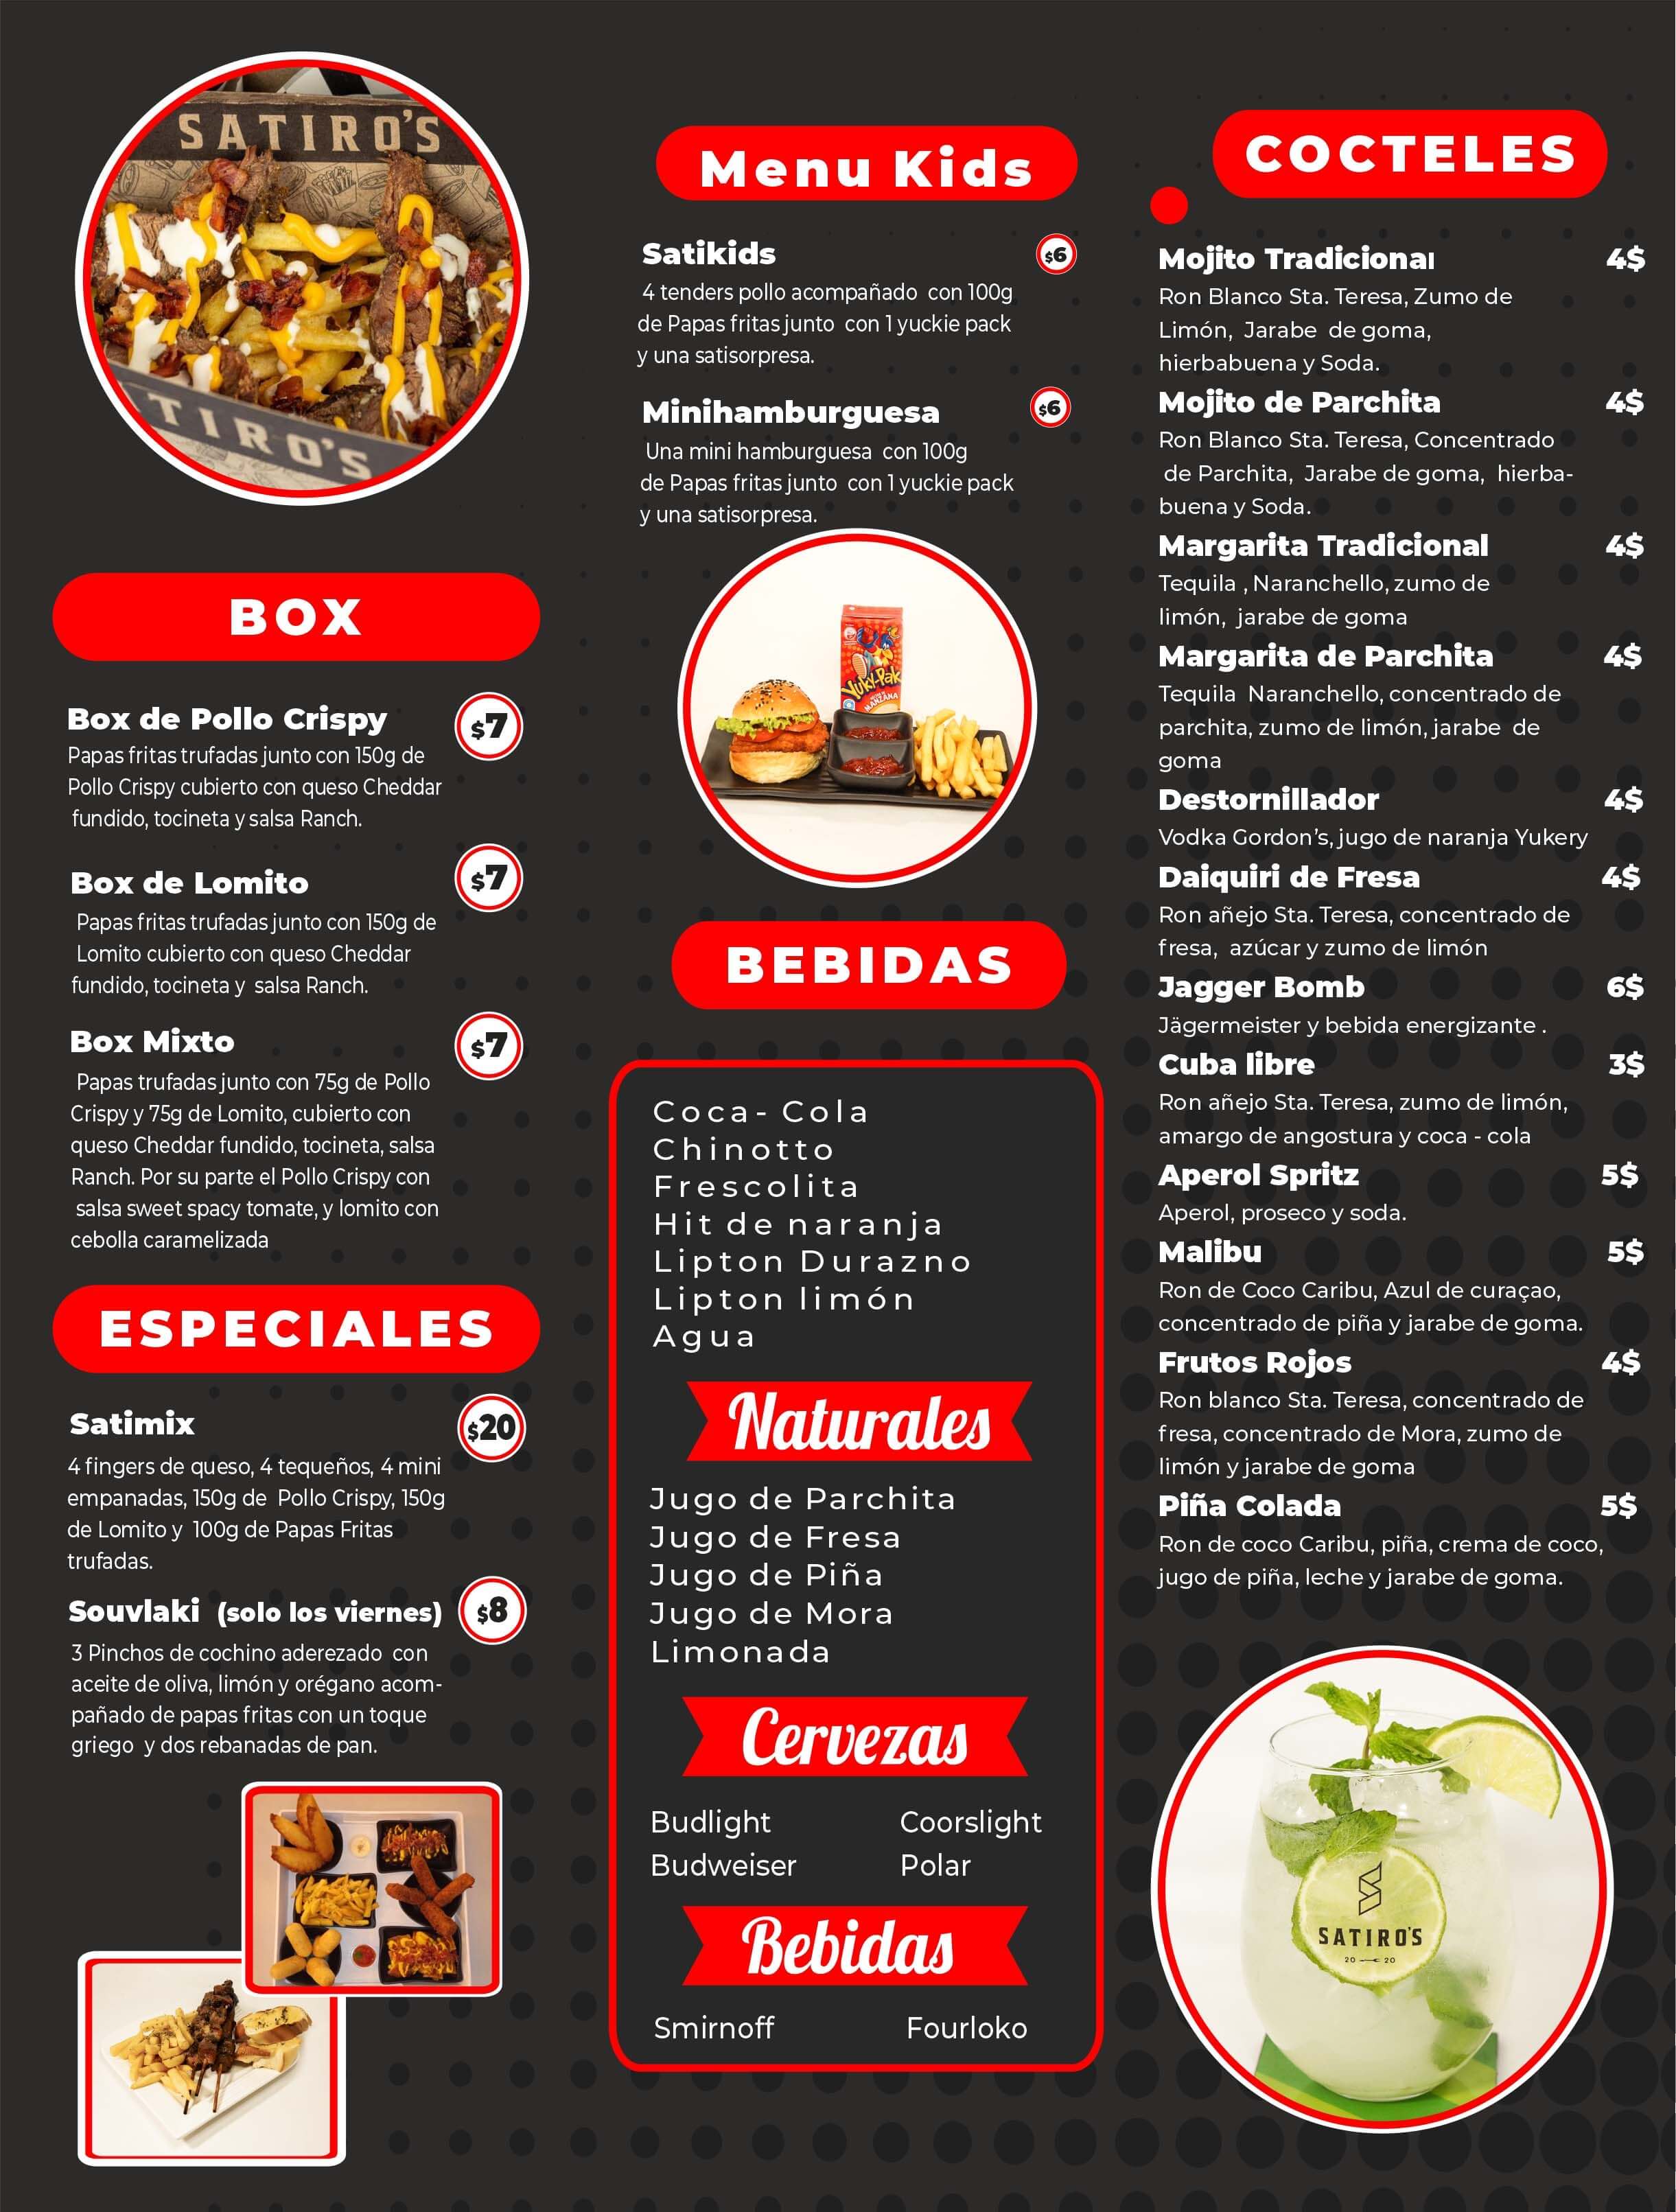 SATIRO'S
TIRO'S
BOX
Box de Pollo Crispy
$7
Papas fritas trufadas junto con 150g de
Pollo Crispy cubierto con queso Cheddar
fundido, tocineta y salsa Ranch.
Box de Lomito
$7
Papas fritas trufadas junto con 150g de
Lomito cubierto con queso Cheddar
fundido, tocineta y salsa Ranch.
Box Mixto
$7
Papas trufadas junto con 75g de Pollo
Crispy y 75g de Lomito, cubierto con
queso Cheddar fundido, tocineta, salsa
Ranch. Por su parte el Pollo Crispy con
salsa sweet spacy tomate, y lomito con
cebolla caramelizada
ESPECIALES
Satimix
$20
4 fingers de queso, 4 tequeños, 4 mini
empanadas, 150g de Pollo Crispy, 150g
de Lomito y 100g de Papas Fritas
trufadas.
Souvlaki (solo los viernes)
$8
3 Pinchos de cochino aderezado con
aceite de oliva, limón y orégano acom-
pañado de papas fritas con un toque
griego y dos rebanadas de pan.
Menu Kids
Satikids
$6
4 tenders pollo acompañado con 100g
de Papas fritas junto con 1 yuckie pack
y una satisorpresa.
Minihamburguesa
$6
Una mini hamburguesa con 100g
de Papas fritas junto con 1 yuckie pack
y una satisorpresa.
Yuky-Pak
MANZANA
BEBIDAS
Coca- Cola
Chinotto
Frescolita
Hit de naranja
Lipton Durazno
Lipton limón
Agua
Naturales
Jugo de Parchita
Jugo de Fresa
Jugo de Piña
Jugo de Mora
Limonada
Cervezas
Budlight Coorslight
Budweiser Polar
Bebidas
Smirnoff Fourloko
COCTELES
Mojito Tradicional 4$
Ron Blanco Sta. Teresa, Zumo de
Limón, Jarabe de goma,
hierbabuena y Soda.
Mojito de Parchita 4$
Ron Blanco Sta. Teresa, Concentrado
de Parchita, Jarabe de goma, hierba-
buena y Soda.
Margarita Tradicional 4$
Tequila , Naranchello, zumo de
limón, jarabe de goma
Margarita de Parchita 4$
Tequila Naranchello, concentrado de
parchita, zumo de limón, jarabe de
goma
Destornillador 4$
Vodka Gordon's, jugo de naranja Yukery
Daiquiri de Fresa 4$
Ron añejo Sta. Teresa, concentrado de
fresa, azúcar y zumo de limón
Jagger Bomb 6$
Jägermeister y bebida energizante .
Cuba libre 3$
Ron añejo Sta. Teresa, zumo de limón,
amargo de angostura y coca - cola
Aperol Spritz 5$
Aperol, proseco y soda.
Malibu 5$
Ron de Coco Caribu, Azul de curaçao,
concentrado de piña y jarabe de goma.
Frutos Rojos 4$
Ron blanco Sta. Teresa, concentrado de
fresa, concentrado de Mora, zumo de
limón y jarabe de goma
Piña Colada 5$
Ron de coco Caribu, piña, crema de coco,
jugo de piña, leche y jarabe de goma.
SATIRO'S
20 20